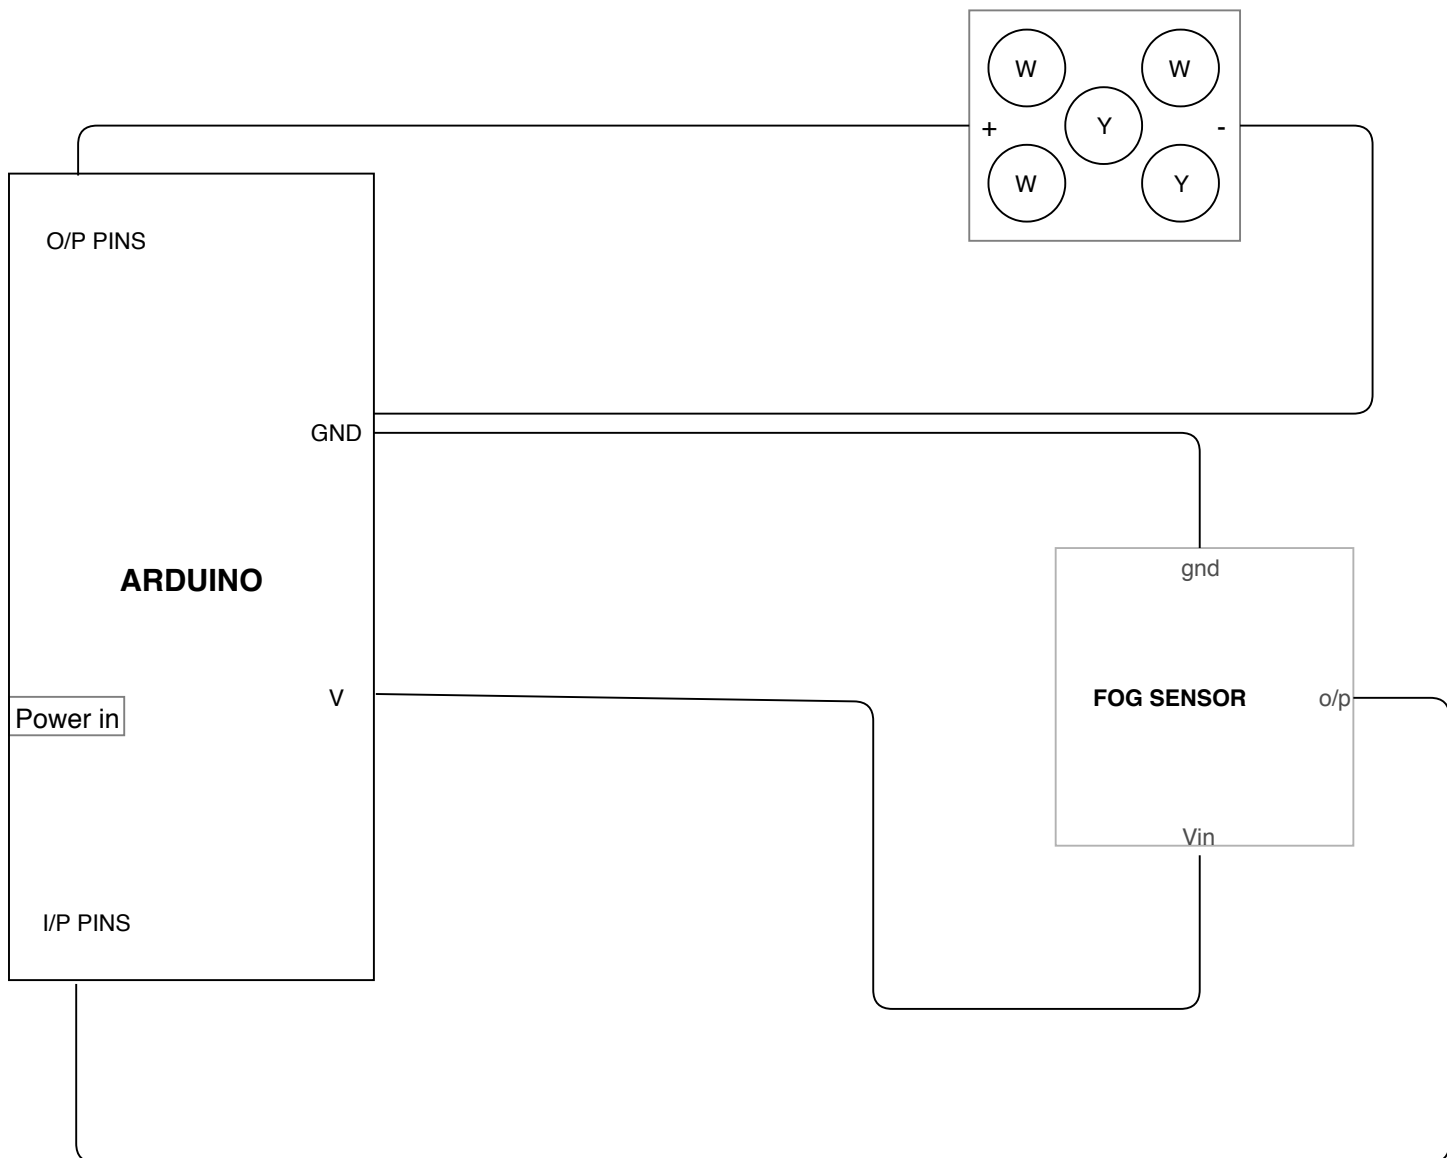 W
W
+
Y
-
W
Y
O/P PINS
GND
ARDUINO
gnd
V
FOG SENSOR
o/p
Power in
Vin
I/P PINS